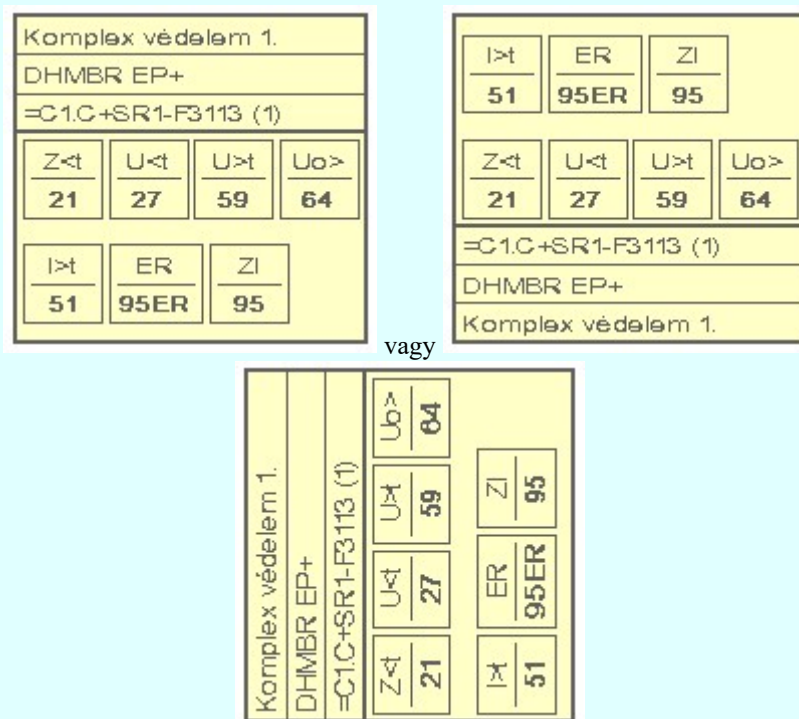 Komplex védelem 1.
DHMBR EP+
=C1.C+SR1-F3113 (1)
Z<t U<t U>t Uo>
21 27 59 64
I>t ER ZI
51 95ER 95
vagy
I>t ER ZI
51 95ER 95
Z<t U<t U>t Uo>
21 27 59 64
=C1.C+SR1-F3113 (1)
DHMBR EP+
Komplex védelem 1.
Komplex védelem 1.
DHMBR EP+
=C1.C+SR1-F3113 (1)
Z<t U<t U>t Uo>
21 27 59 64
I>t ER ZI
51 95ER 95